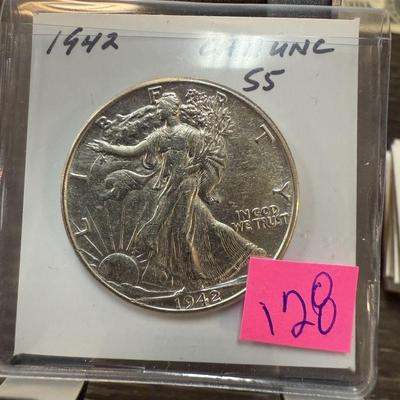 1942 UNC
55
LIBERTY
IN GOD
WE TRUST
1942
128